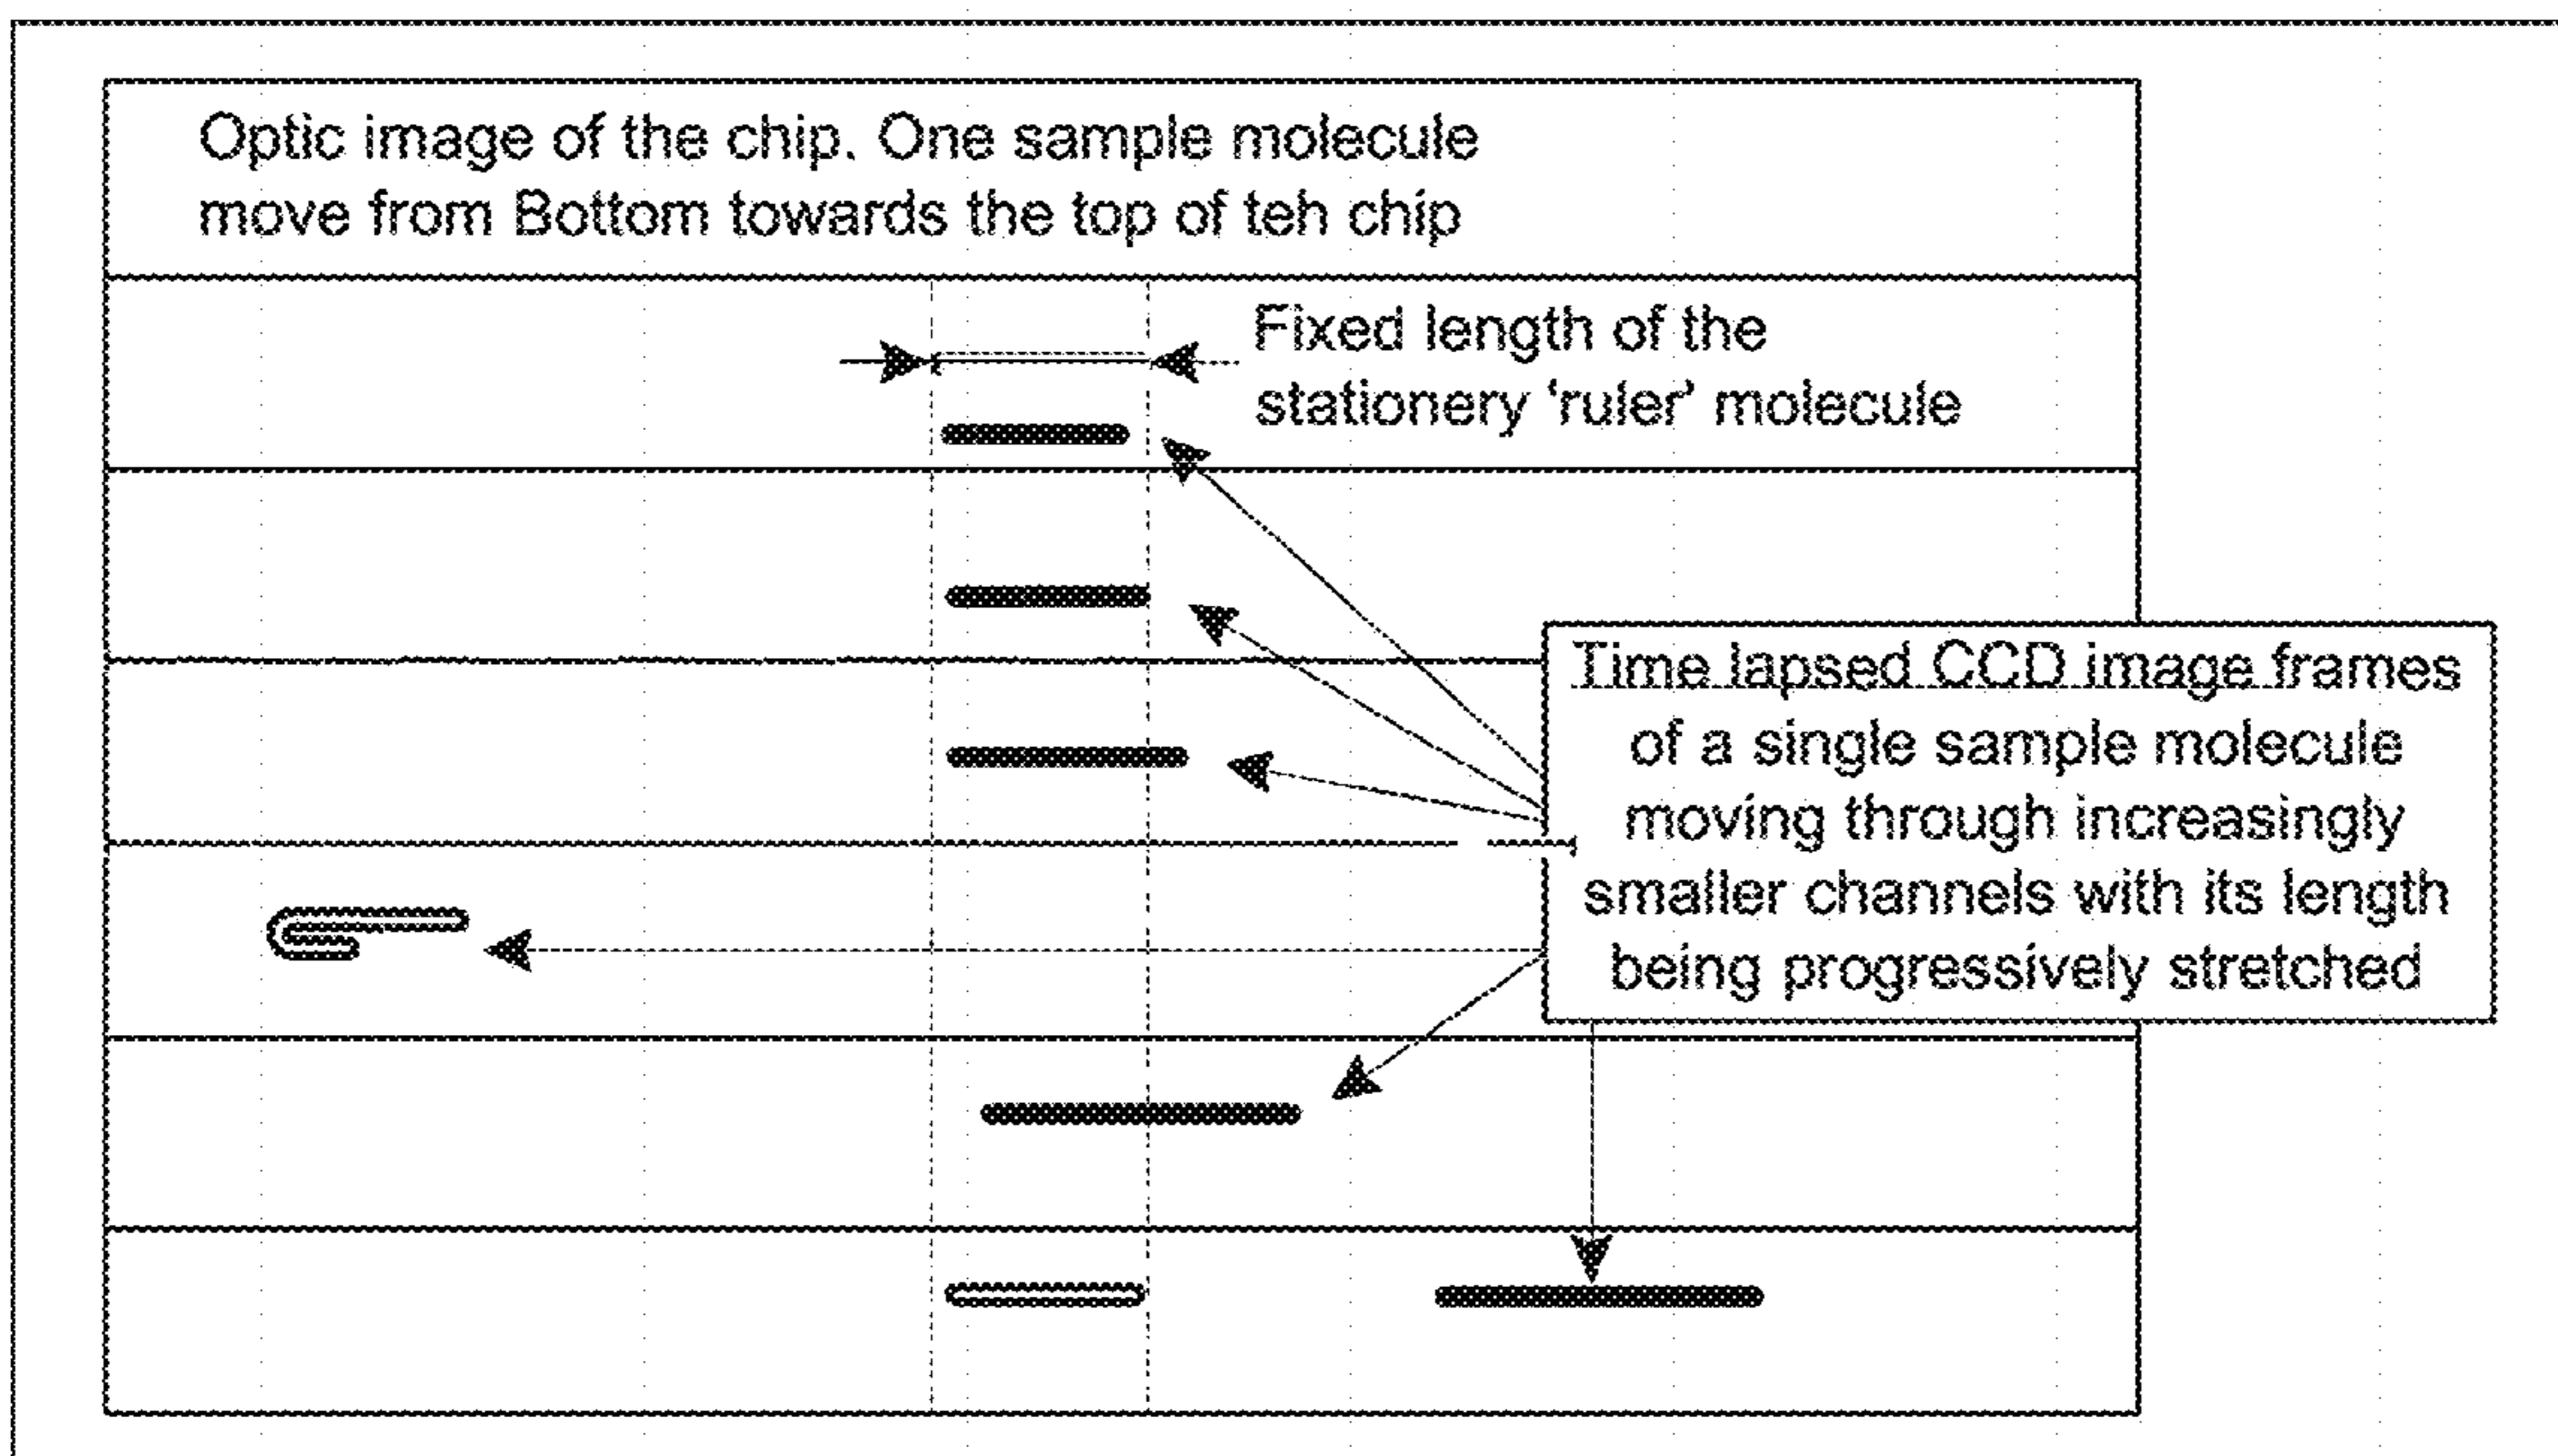 Optic image of the chip. One sample molecule
move from Bottom towards the top of teh chip
Fixed length of the
stationery ‘ruler’ molecule
Time lapsed CCD image frames
of a single sample molecule
moving through increasingly
smaller channels with its length
being progressively stretched